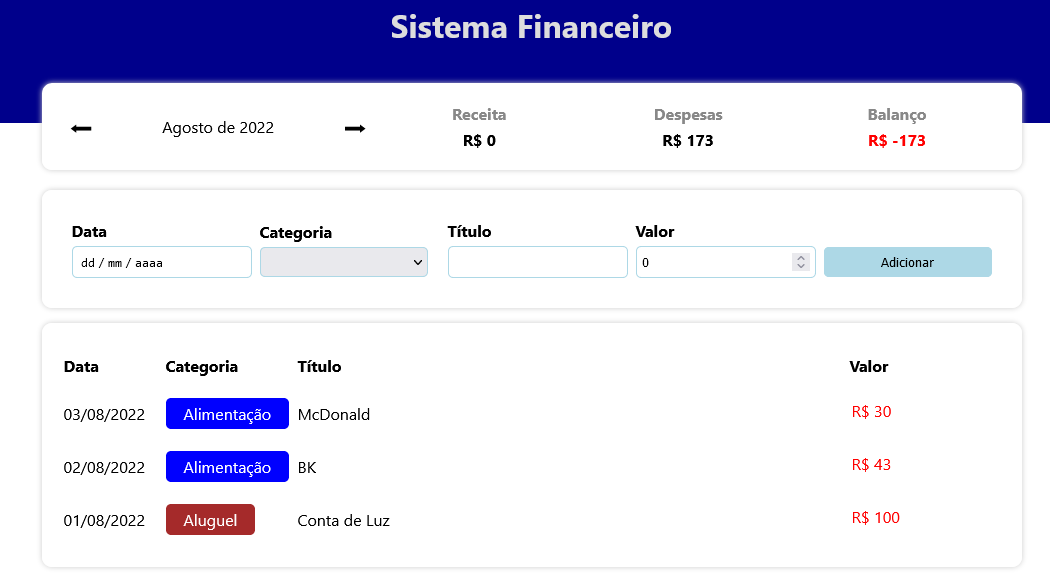 Sistema Financeiro
Agosto de 2022
Receita
R$ 0
Despesas
R$ 173
Balanço
R$ -173
Data
dd / mm / aaaa
Categoria
Título
Valor
0
Adicionar
Data Categoria Título Valor
03/08/2022 Alimentação McDonald R$ 30
02/08/2022 Alimentação BK R$ 43
01/08/2022 Aluguel Conta de Luz R$ 100